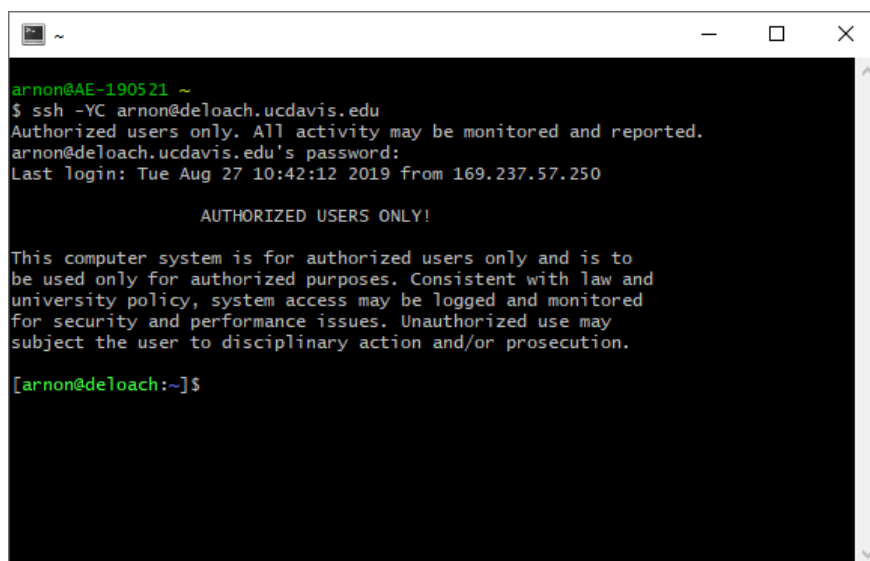 ~
arnon@AE-190521 ~
$ ssh -YC arnon@deloach.ucdavis.edu
Authorized users only. All activity may be monitored and reported.
arnon@deloach.ucdavis.edu's password:
Last login: Tue Aug 27 10:42:12 2019 from 169.237.57.250
AUTHORIZED USERS ONLY!
This computer system is for authorized users only and is to
be used only for authorized purposes. Consistent with law and
university policy, system access may be logged and monitored
for security and performance issues. Unauthorized use may
subject the user to disciplinary action and/or prosecution.
[arnon@deloach:~]$